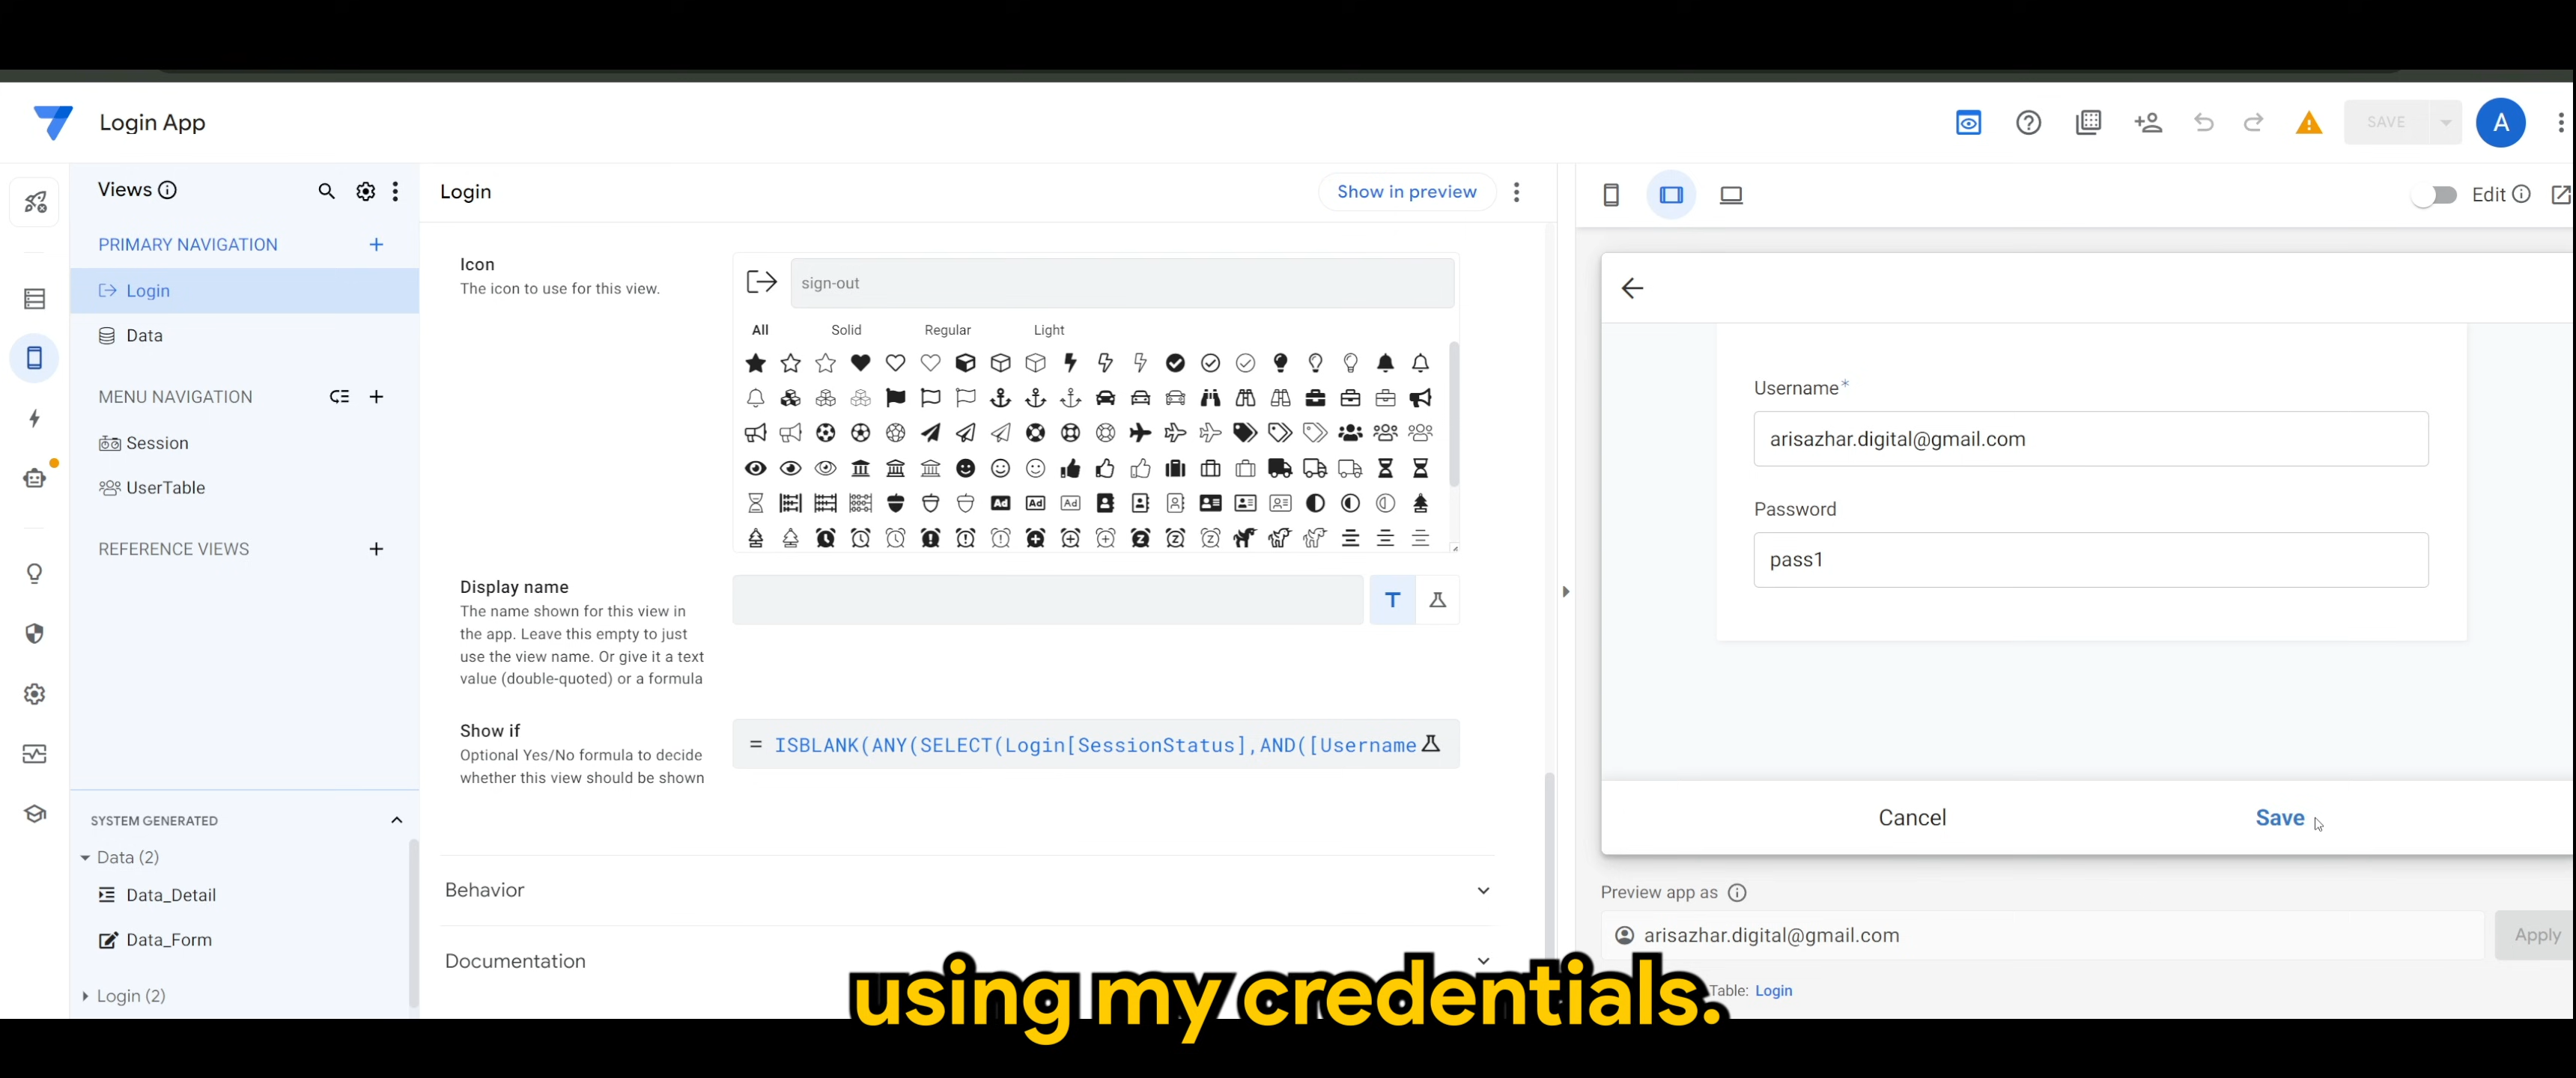 Login App
SAVE
A
Views
PRIMARY NAVIGATION
Login
Data
MENU NAVIGATION
Session
UserTable
REFERENCE VIEWS
SYSTEM GENERATED
Data (2)
Data_Detail
Data_Form
Login (2)
Login
Show in preview
Icon
The icon to use for this view.
sign-out
All
Solid
Regular
Light
Display name
The name shown for this view in
the app. Leave this empty to just
use the view name. Or give it a text
value (double-quoted) or a formula
Show if
Optional Yes/No formula to decide
whether this view should be shown
= ISBLANK(ANY(SELECT(Login[SessionStatus],AND([Username
Behavior
Documentation
Edit
Username*
arisazhar.digital@gmail.com
Password
pass1
Cancel
Save
Preview app as
arisazhar.digital@gmail.com
Apply
Table: Login
using my credentials.